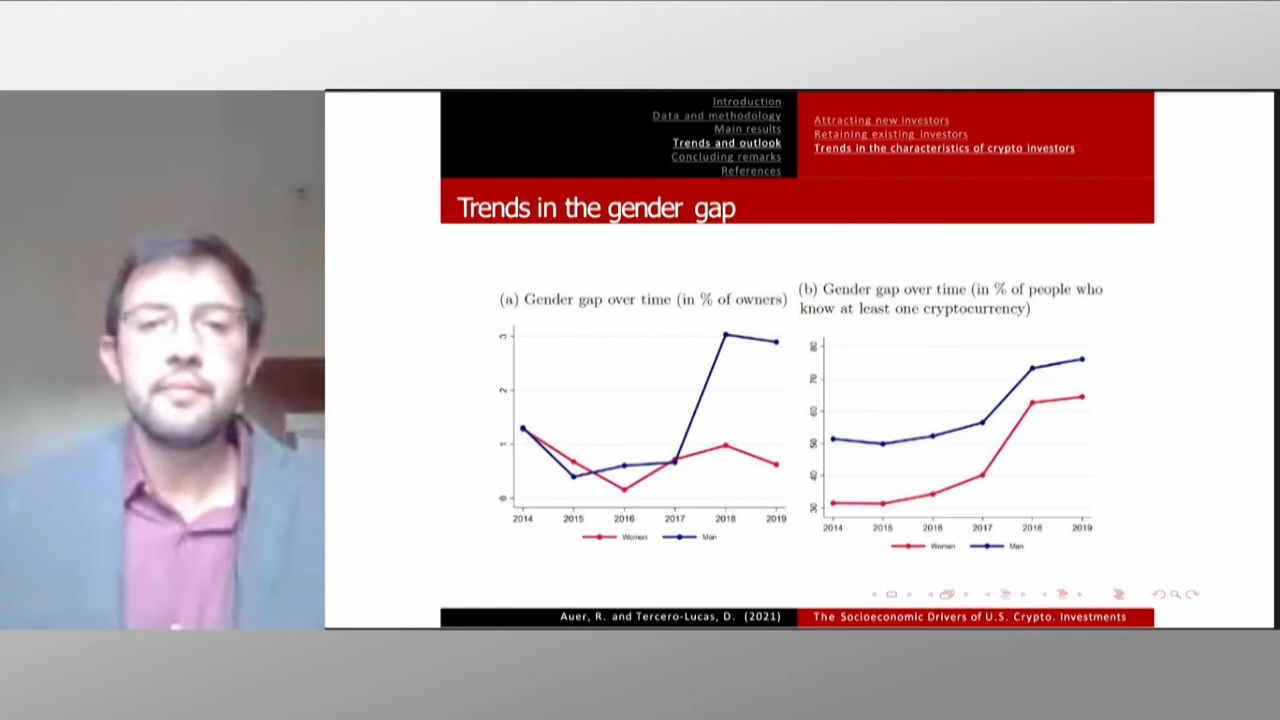 Introduction
Data and methodology
Main results
Trends and outlook
Concluding remarks
References
Attracting new investors
Retaining existing investors
Trends in the characteristics of crypto investors
Trends in the gender gap
(a) Gender gap over time (in % of owners)
3
2
1
0
2014 2015 2016 2017 2018 2019
Women Men
(b) Gender gap over time (in % of people who
know at least one cryptocurrency)
80
70
60
50
40
30
2014 2015 2016 2017 2018 2019
Women Men
Auer, R. and Tercero-Lucas, D. (2021)
The Socioeconomic Drivers of U.S. Crypto. Investments